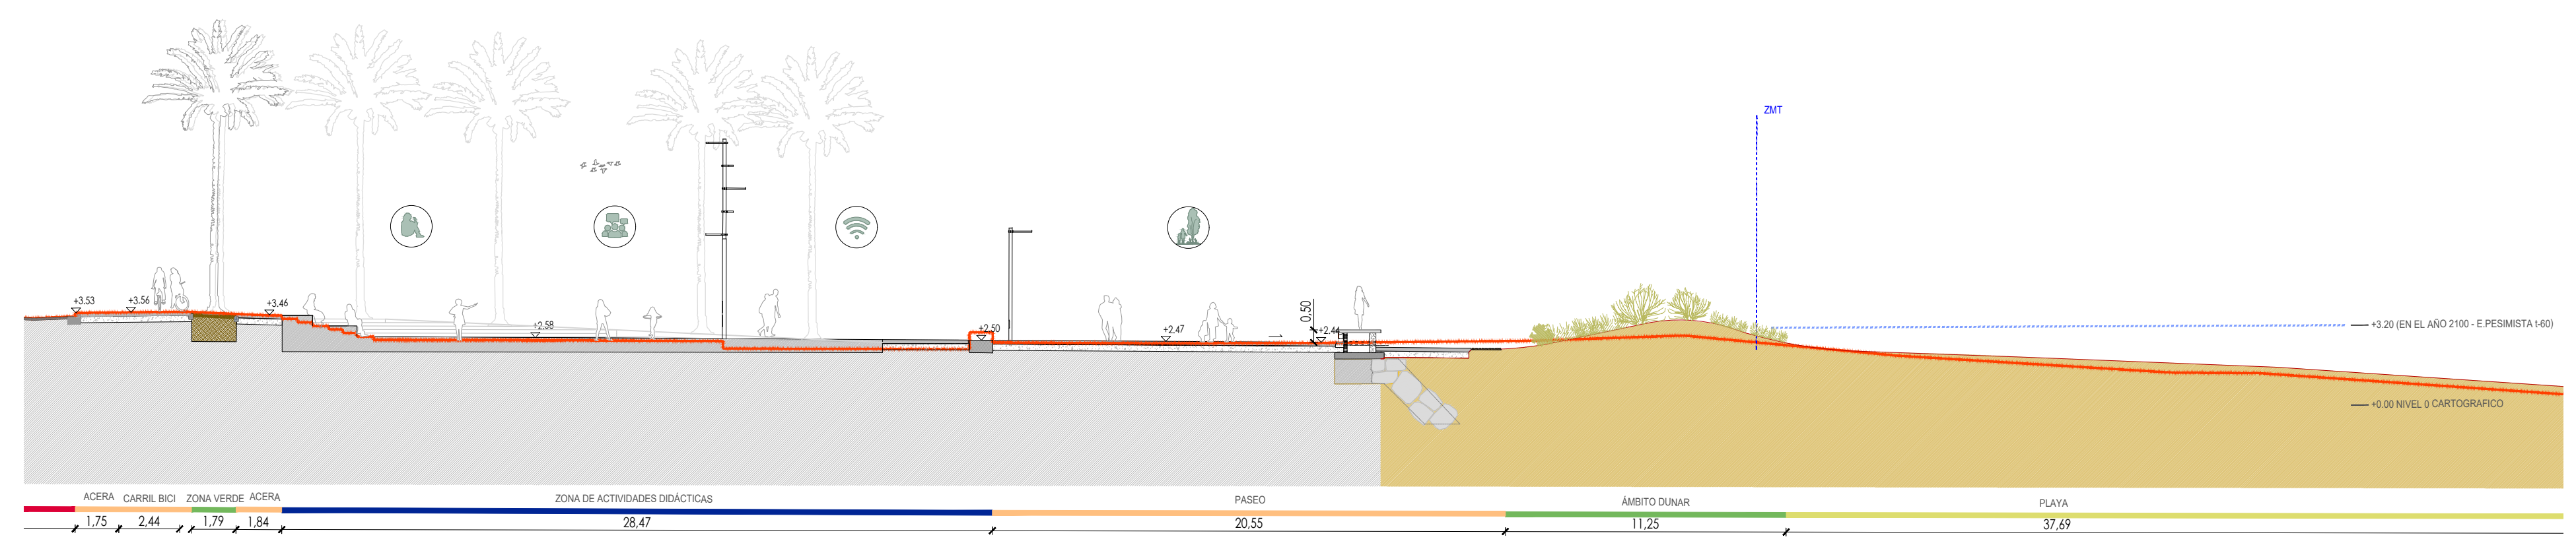 ZMT
+3.53
+3.56
+3.46
+2.58
+2.50
+2.47
0,50
+2.44
+3.20 (EN EL AÑO 2100 - E.PESIMISTA t-60)
+0.00 NIVEL 0 CARTOGRAFICO
ACERA CARRIL BICI ZONA VERDE ACERA ZONA DE ACTIVIDADES DIDÁCTICAS PASEO ÁMBITO DUNAR PLAYA
1,75 2,44 1,79 1,84 28,47 20,55 11,25 37,69